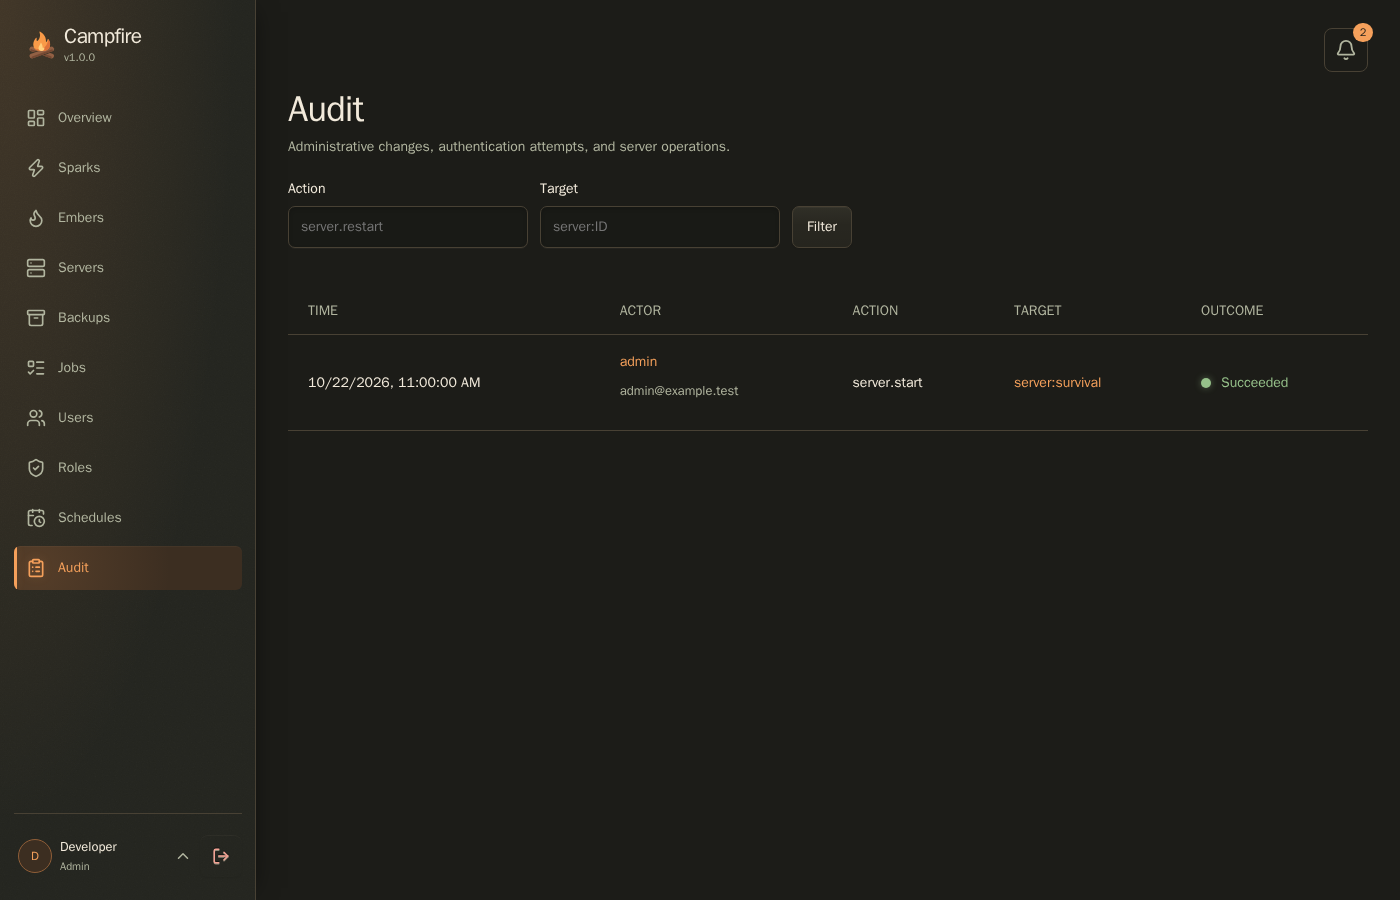 Campfire
v1.0.0
Overview
Sparks
Embers
Servers
Backups
Jobs
Users
Roles
Schedules
Audit
D
Developer
Admin
2
Audit
Administrative changes, authentication attempts, and server operations.
Action
Target
server.restart
server:ID
Filter
TIME ACTOR ACTION TARGET OUTCOME
10/22/2026, 11:00:00 AM admin server.start server:survival Succeeded
admin@example.test